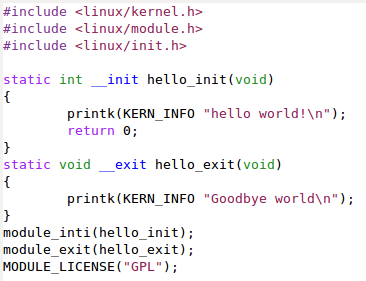 #include <linux/kernel.h>
#include <linux/module.h>
#include <linux/init.h>
static int __init hello_init(void)
{
printk(KERN_INFO "hello world!\n");
return 0;
}
static void __exit hello_exit(void)
{
printk(KERN_INFO "Goodbye world\n");
}
module_inti(hello_init);
module_exit(hello_exit);
MODULE_LICENSE("GPL");